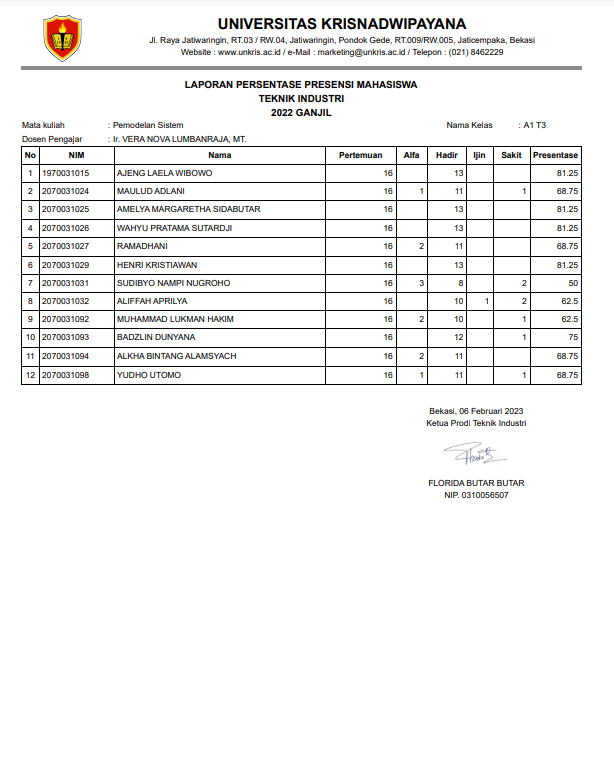 UNIVERSITAS KRISNADWIPAYANA
Jl. Raya Jatiwaringin, RT.03 / RW.04, Jatiwaringin, Pondok Gede, RT.009/RW.005, Jaticempaka, Bekasi
Website : www.unkris.ac.id / e-Mail : marketing@unkris.ac.id / Telepon : (021) 8462229
LAPORAN PERSENTASE PRESENSI MAHASISWA
TEKNIK INDUSTRI
2022 GANJIL
Mata kuliah : Pemodelan Sistem Nama Kelas : A1 T3
Dosen Pengajar : Ir. VERA NOVA LUMBANRAJA, MT.
No NIM Nama Pertemuan Alfa Hadir Ijin Sakit Presentase
1 1970031015 AJENG LAELA WIBOWO 16 13 81.25
2 2070031024 MAULUD ADLANI 16 1 11 1 68.75
3 2070031025 AMELYA MARGARETHA SIDABUTAR 16 13 81.25
4 2070031026 WAHYU PRATAMA SUTARDJI 16 13 81.25
5 2070031027 RAMADHANI 16 2 11 68.75
6 2070031029 HENRI KRISTIAWAN 16 13 81.25
7 2070031031 SUDIBYO NAMPI NUGROHO 16 3 8 2 50
8 2070031032 ALIFFAH APRILYA 16 10 1 2 62.5
9 2070031092 MUHAMMAD LUKMAN HAKIM 16 2 10 1 62.5
10 2070031093 BADZLIN DUNYANA 16 12 1 75
11 2070031094 ALKHA BINTANG ALAMSYACH 16 2 11 68.75
12 2070031098 YUDHO UTOMO 16 1 11 1 68.75
Bekasi, 06 Februari 2023
Ketua Prodi Teknik Industri
FLORIDA BUTAR BUTAR
NIP. 0310056507